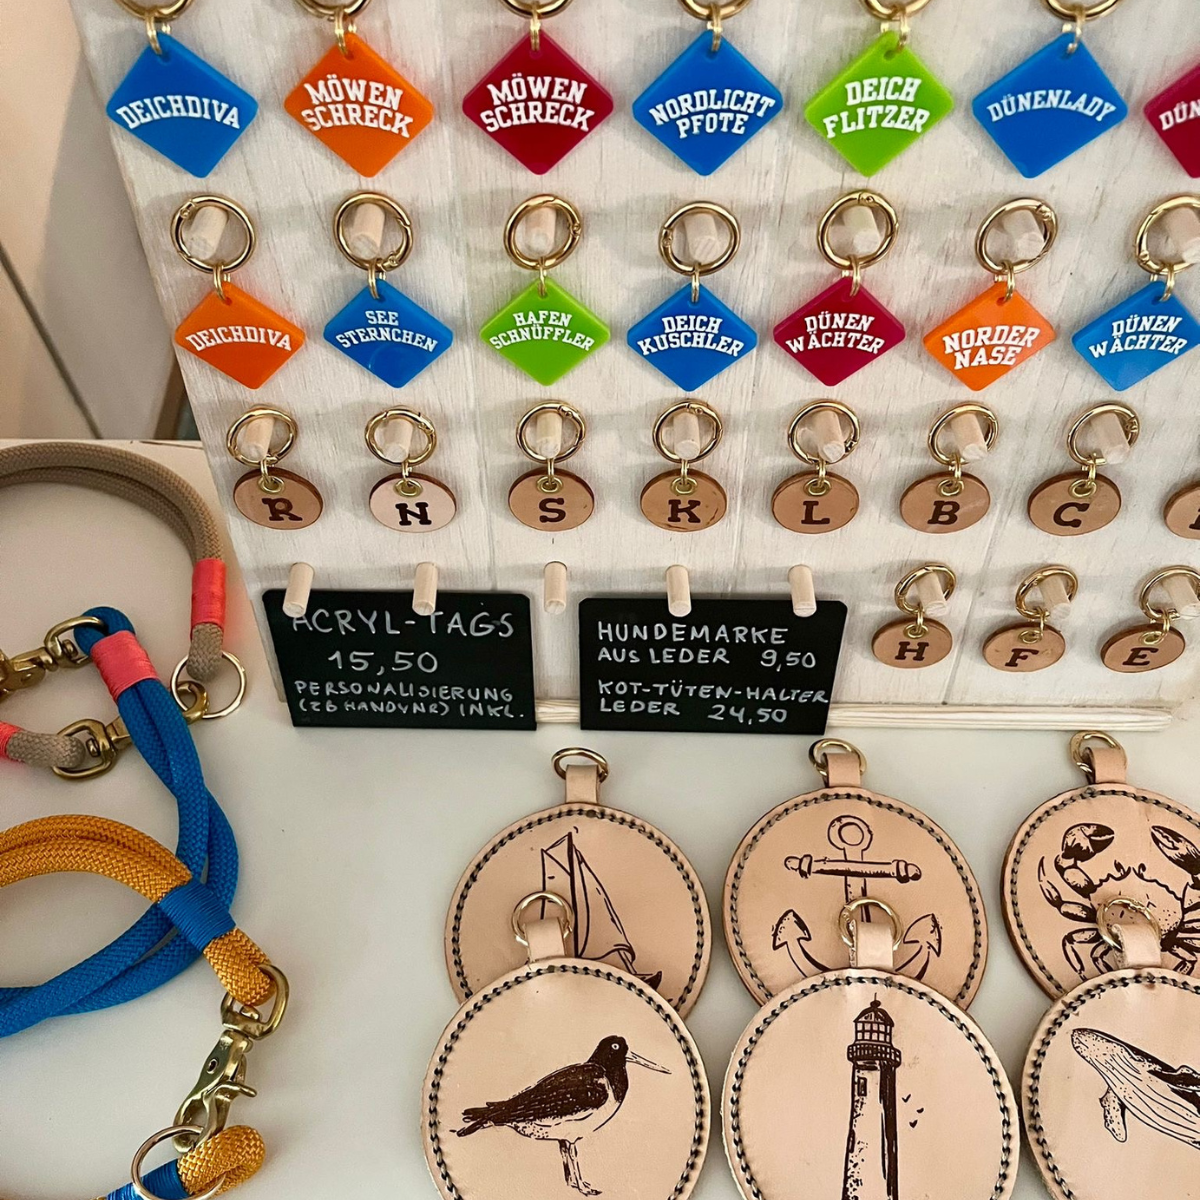 DEICHDIVA
MÖWEN
SCHRECK
MÖWEN
SCHRECK
NORDLICHT
PFOTE
DEICH
FLITZER
DÜNENLADY
DEICHDIVA
SEE
STERNCHEN
HAFEN
SCHNÜFFLER
DEICH
KUSCHLER
DÜNEN
WÄCHTER
NORDER
NASE
DÜNEN
WÄCHTER
R
N
S
K
L
B
C
H
F
E
ACRYL-TAGS
15,50
PERSONALISIERUNG
(ZB HANDYNR) INKL.
HUNDEMARKE
AUS LEDER 9,50
KOT-TÜTEN-HALTER
LEDER 24,50